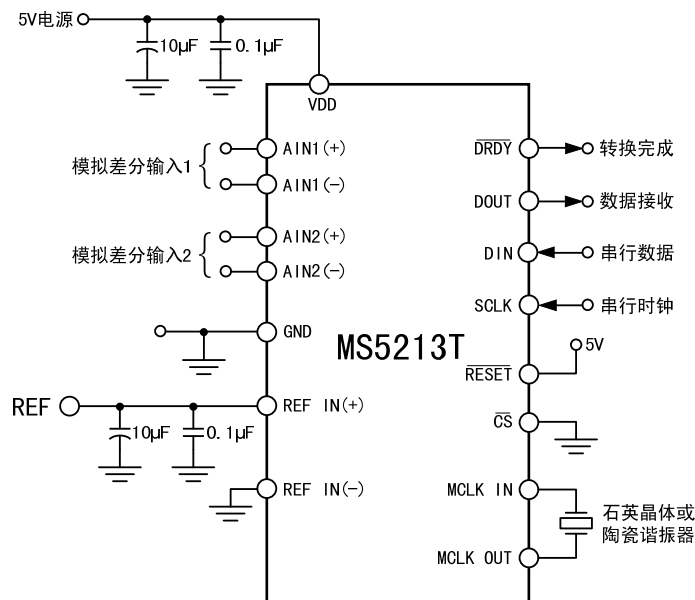 5V电源
10μF
0.1μF
VDD
模拟差分输入1
AIN1(+)
AIN1(-)
模拟差分输入2
AIN2(+)
AIN2(-)
GND
REF
10μF
0.1μF
REF IN(+)
REF IN(-)
MS5213T
DRDY
转换完成
DOUT
数据接收
DIN
串行数据
SCLK
串行时钟
5V
RESET
CS
MCLK IN
石英晶体或
陶瓷谐振器
MCLK OUT